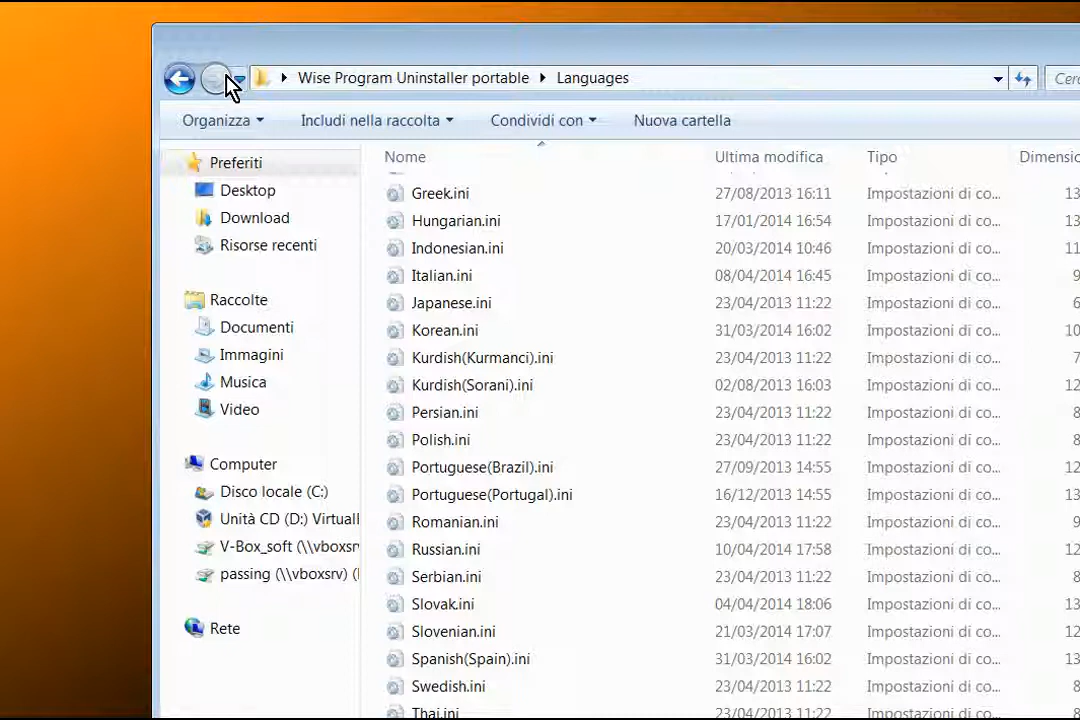 Wise Program Uninstaller portable Languages Cerc
Organizza Includi nella raccolta Condividi con Nuova cartella
Nome Ultima modifica Tipo Dimensio
Preferiti
Desktop
Download
Risorse recenti
Raccolte
Documenti
Immagini
Musica
Video
Computer
Disco locale (C:)
Unità CD (D:) Virtuall
V-Box_soft (\\vboxsr
passing (\\vboxsrv) (
Rete
Greek.ini 27/08/2013 16:11 Impostazioni di co... 13
Hungarian.ini 17/01/2014 16:54 Impostazioni di co... 13
Indonesian.ini 20/03/2014 10:46 Impostazioni di co... 11
Italian.ini 08/04/2014 16:45 Impostazioni di co... 9
Japanese.ini 23/04/2013 11:22 Impostazioni di co... 6
Korean.ini 31/03/2014 16:02 Impostazioni di co... 10
Kurdish(Kurmanci).ini 23/04/2013 11:22 Impostazioni di co... 7
Kurdish(Sorani).ini 02/08/2013 16:03 Impostazioni di co... 12
Persian.ini 23/04/2013 11:22 Impostazioni di co... 8
Polish.ini 23/04/2013 11:22 Impostazioni di co... 8
Portuguese(Brazil).ini 27/09/2013 14:55 Impostazioni di co... 12
Portuguese(Portugal).ini 16/12/2013 14:55 Impostazioni di co... 13
Romanian.ini 23/04/2013 11:22 Impostazioni di co... 9
Russian.ini 10/04/2014 17:58 Impostazioni di co... 12
Serbian.ini 23/04/2013 11:22 Impostazioni di co... 8
Slovak.ini 04/04/2014 18:06 Impostazioni di co... 12
Slovenian.ini 21/03/2014 17:07 Impostazioni di co... 12
Spanish(Spain).ini 31/03/2014 16:02 Impostazioni di co... 12
Swedish.ini 23/04/2013 11:22 Impostazioni di co... 8
Thai.ini 23/04/2013 11:22 Impostazioni di co... 8